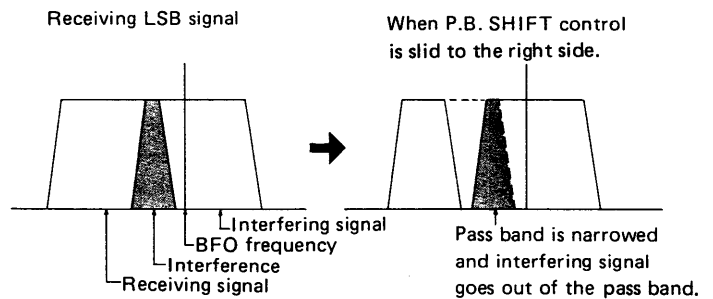 Receiving LSB signal
When P.B. SHIFT control
is slid to the right side.
Interfering signal
BFO frequency
Interference
Receiving signal
Pass band is narrowed
and interfering signal
goes out of the pass band.